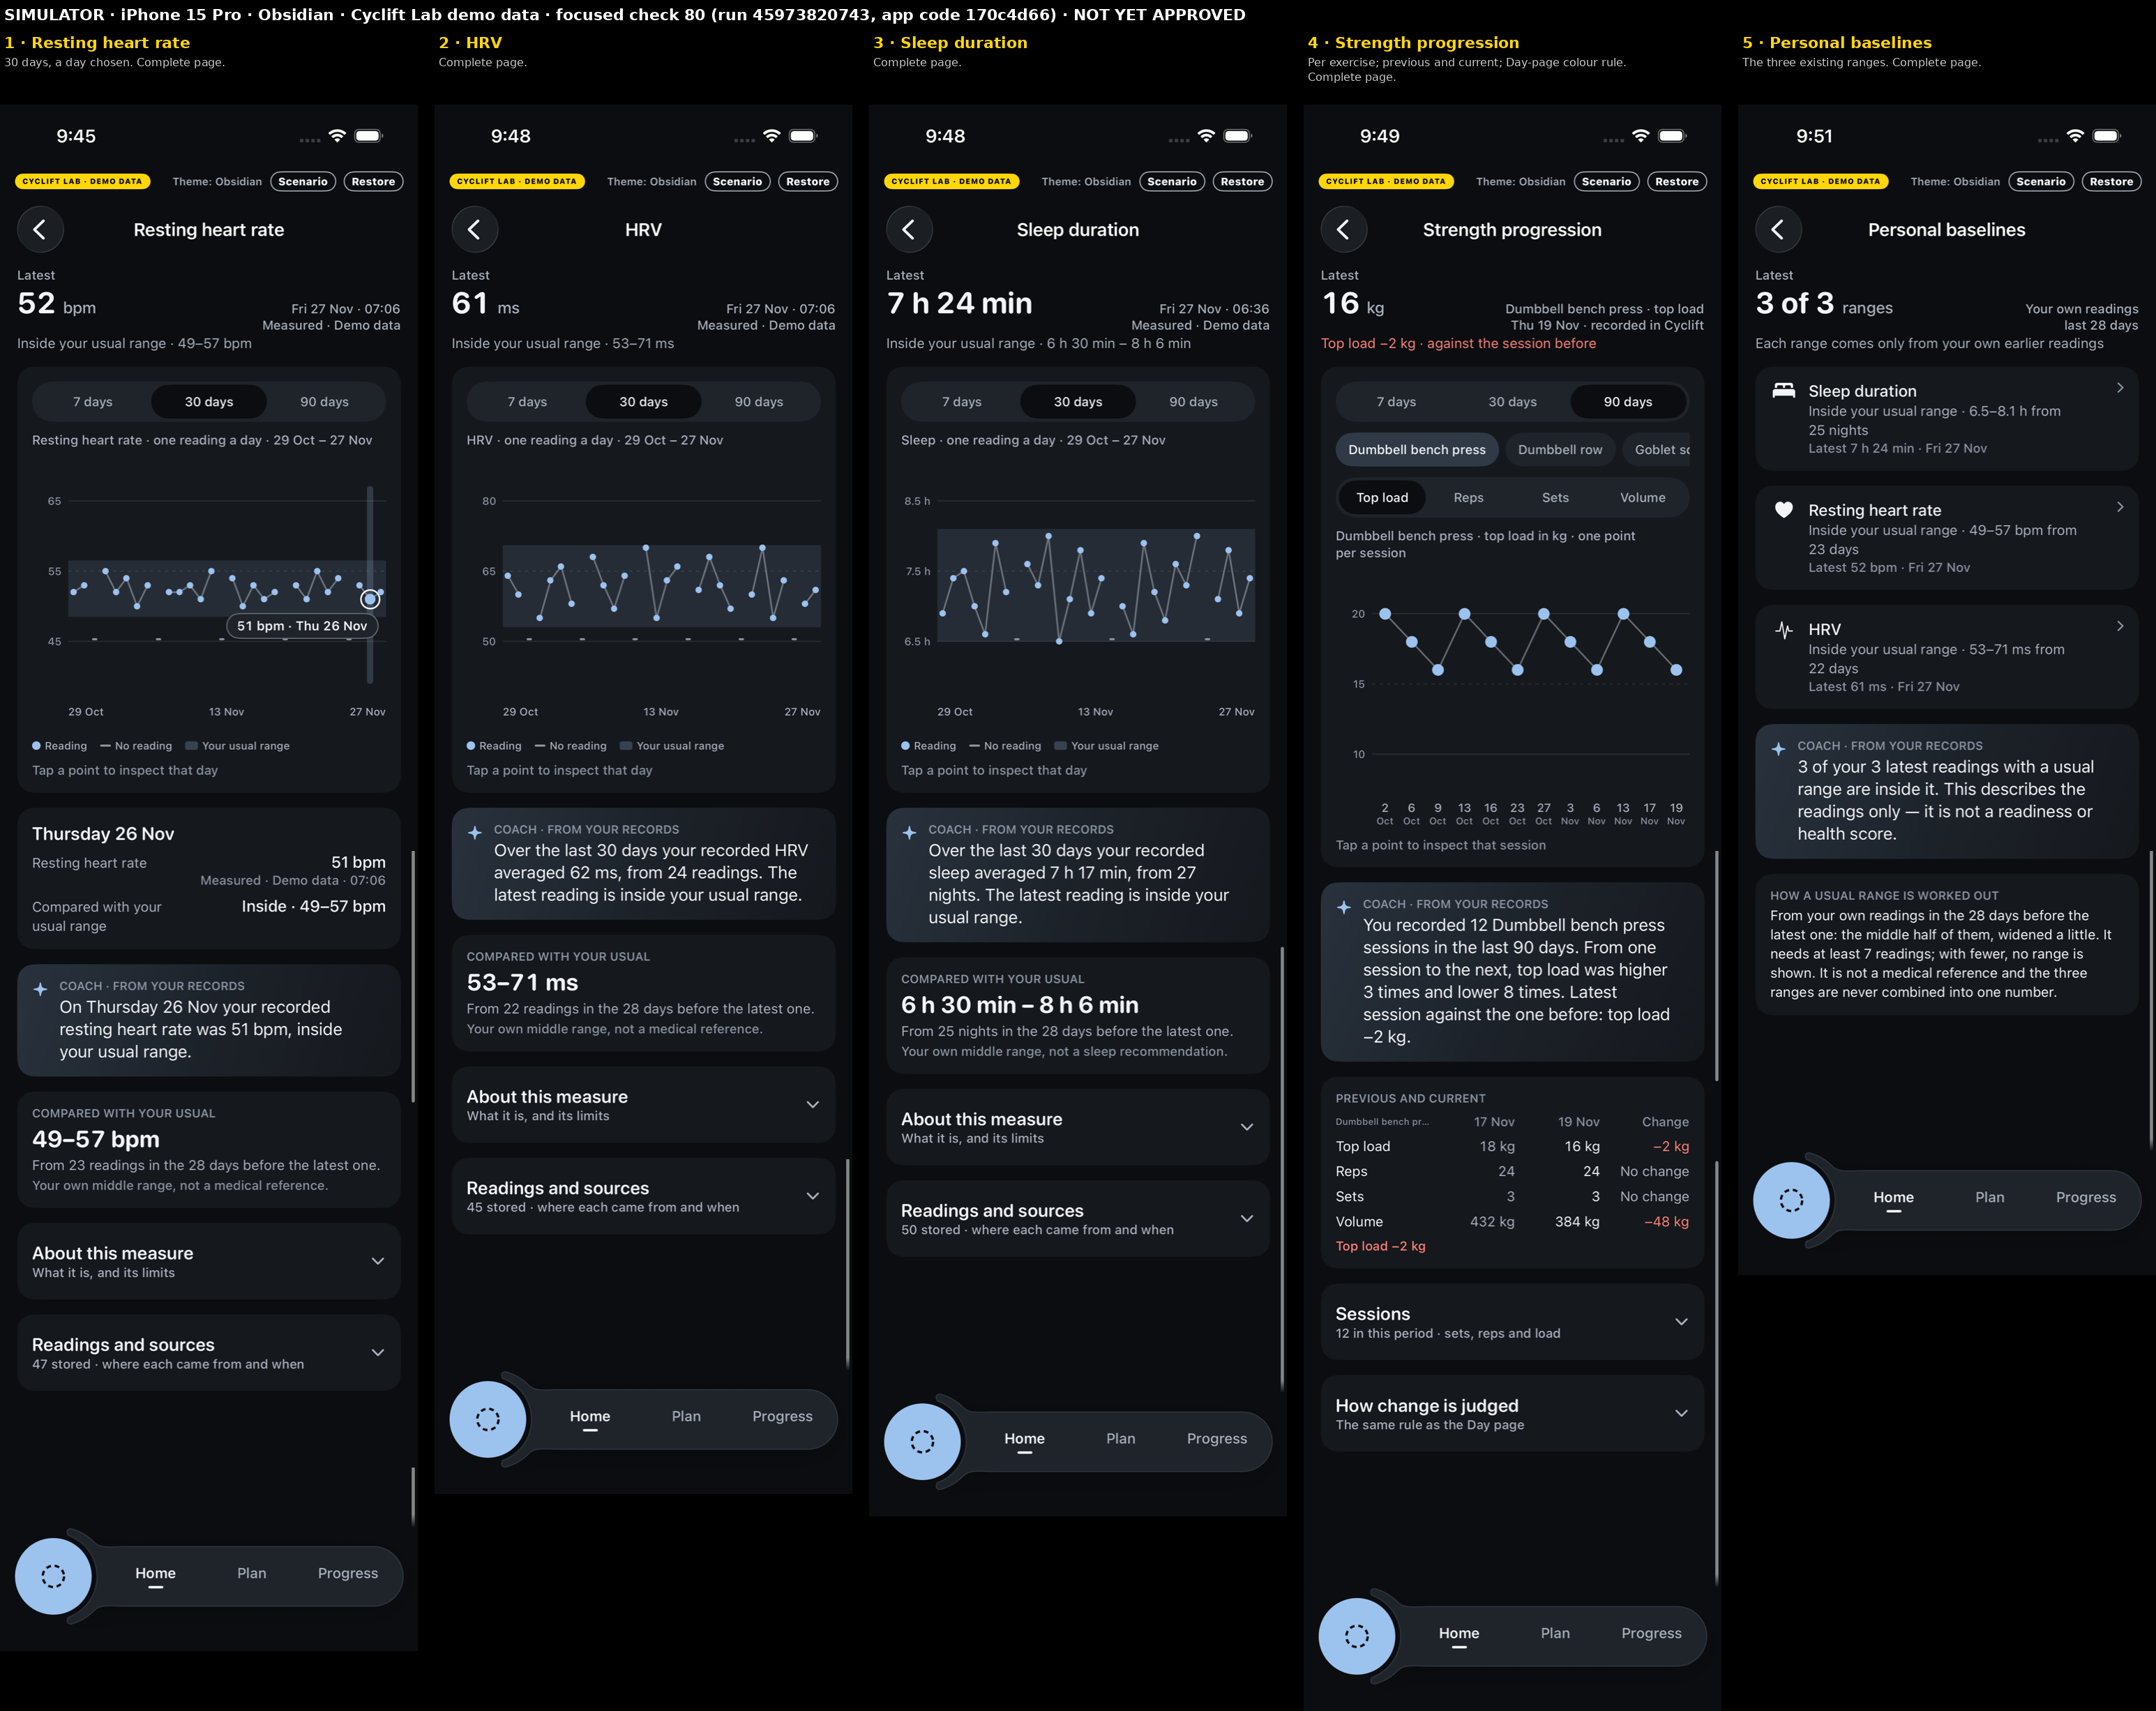 SIMULATOR · iPhone 15 Pro · Obsidian · Cyclift Lab demo data · focused check 80 (run 45973820743, app code 170c4d66) · NOT YET APPROVED
1 · Resting heart rate
30 days, a day chosen. Complete page.
9:45
CYCLIFT LAB · DEMO DATA
Theme: Obsidian
Scenario
Restore
Resting heart rate
Latest
52 bpm
Fri 27 Nov · 07:06
Measured · Demo data
Inside your usual range · 49–57 bpm
7 days
30 days
90 days
Resting heart rate · one reading a day · 29 Oct – 27 Nov
65
55
45
51 bpm · Thu 26 Nov
29 Oct
13 Nov
27 Nov
Reading
No reading
Your usual range
Tap a point to inspect that day
Thursday 26 Nov
Resting heart rate
51 bpm
Measured · Demo data · 07:06
Compared with your
usual range
Inside · 49–57 bpm
COACH · FROM YOUR RECORDS
On Thursday 26 Nov your recorded
resting heart rate was 51 bpm, inside
your usual range.
COMPARED WITH YOUR USUAL
49–57 bpm
From 23 readings in the 28 days before the latest one.
Your own middle range, not a medical reference.
About this measure
What it is, and its limits
Readings and sources
47 stored · where each came from and when
Home
Plan
Progress
2 · HRV
Complete page.
9:48
CYCLIFT LAB · DEMO DATA
Theme: Obsidian
Scenario
Restore
HRV
Latest
61 ms
Fri 27 Nov · 07:06
Measured · Demo data
Inside your usual range · 53–71 ms
7 days
30 days
90 days
HRV · one reading a day · 29 Oct – 27 Nov
80
65
50
29 Oct
13 Nov
27 Nov
Reading
No reading
Your usual range
Tap a point to inspect that day
COACH · FROM YOUR RECORDS
Over the last 30 days your recorded HRV
averaged 62 ms, from 24 readings. The
latest reading is inside your usual range.
COMPARED WITH YOUR USUAL
53–71 ms
From 22 readings in the 28 days before the latest one.
Your own middle range, not a medical reference.
About this measure
What it is, and its limits
Readings and sources
45 stored · where each came from and when
Home
Plan
Progress
3 · Sleep duration
Complete page.
9:48
CYCLIFT LAB · DEMO DATA
Theme: Obsidian
Scenario
Restore
Sleep duration
Latest
7 h 24 min
Fri 27 Nov · 06:36
Measured · Demo data
Inside your usual range · 6 h 30 min – 8 h 6 min
7 days
30 days
90 days
Sleep · one reading a day · 29 Oct – 27 Nov
8.5 h
7.5 h
6.5 h
29 Oct
13 Nov
27 Nov
Reading
No reading
Your usual range
Tap a point to inspect that day
COACH · FROM YOUR RECORDS
Over the last 30 days your recorded
sleep averaged 7 h 17 min, from 27
nights. The latest reading is inside your
usual range.
COMPARED WITH YOUR USUAL
6 h 30 min – 8 h 6 min
From 25 nights in the 28 days before the latest one.
Your own middle range, not a sleep recommendation.
About this measure
What it is, and its limits
Readings and sources
50 stored · where each came from and when
Home
Plan
Progress
4 · Strength progression
Per exercise; previous and current; Day-page colour rule.
Complete page.
9:49
CYCLIFT LAB · DEMO DATA
Theme: Obsidian
Scenario
Restore
Strength progression
Latest
16 kg
Dumbbell bench press · top load
Thu 19 Nov · recorded in Cyclift
Top load −2 kg · against the session before
7 days
30 days
90 days
Dumbbell bench press
Dumbbell row
Goblet sc
Top load
Reps
Sets
Volume
Dumbbell bench press · top load in kg · one point
per session
20
15
10
2 6 9 13 16 23 27 3 6 13 17 19
Oct Oct Oct Oct Oct Oct Oct Nov Nov Nov Nov Nov
Tap a point to inspect that session
COACH · FROM YOUR RECORDS
You recorded 12 Dumbbell bench press
sessions in the last 90 days. From one
session to the next, top load was higher
3 times and lower 8 times. Latest
session against the one before: top load
−2 kg.
PREVIOUS AND CURRENT
Dumbbell bench pr... 17 Nov 19 Nov Change
Top load 18 kg 16 kg −2 kg
Reps 24 24 No change
Sets 3 3 No change
Volume 432 kg 384 kg −48 kg
Top load −2 kg
Sessions
12 in this period · sets, reps and load
How change is judged
The same rule as the Day page
Home
Plan
Progress
5 · Personal baselines
The three existing ranges. Complete page.
9:51
CYCLIFT LAB · DEMO DATA
Theme: Obsidian
Scenario
Restore
Personal baselines
Latest
3 of 3 ranges
Your own readings
last 28 days
Each range comes only from your own earlier readings
Sleep duration
Inside your usual range · 6.5–8.1 h from
25 nights
Latest 7 h 24 min · Fri 27 Nov
Resting heart rate
Inside your usual range · 49–57 bpm from
23 days
Latest 52 bpm · Fri 27 Nov
HRV
Inside your usual range · 53–71 ms from
22 days
Latest 61 ms · Fri 27 Nov
COACH · FROM YOUR RECORDS
3 of your 3 latest readings with a usual
range are inside it. This describes the
readings only — it is not a readiness or
health score.
HOW A USUAL RANGE IS WORKED OUT
From your own readings in the 28 days before the
latest one: the middle half of them, widened a little. It
needs at least 7 readings; with fewer, no range is
shown. It is not a medical reference and the three
ranges are never combined into one number.
Home
Plan
Progress